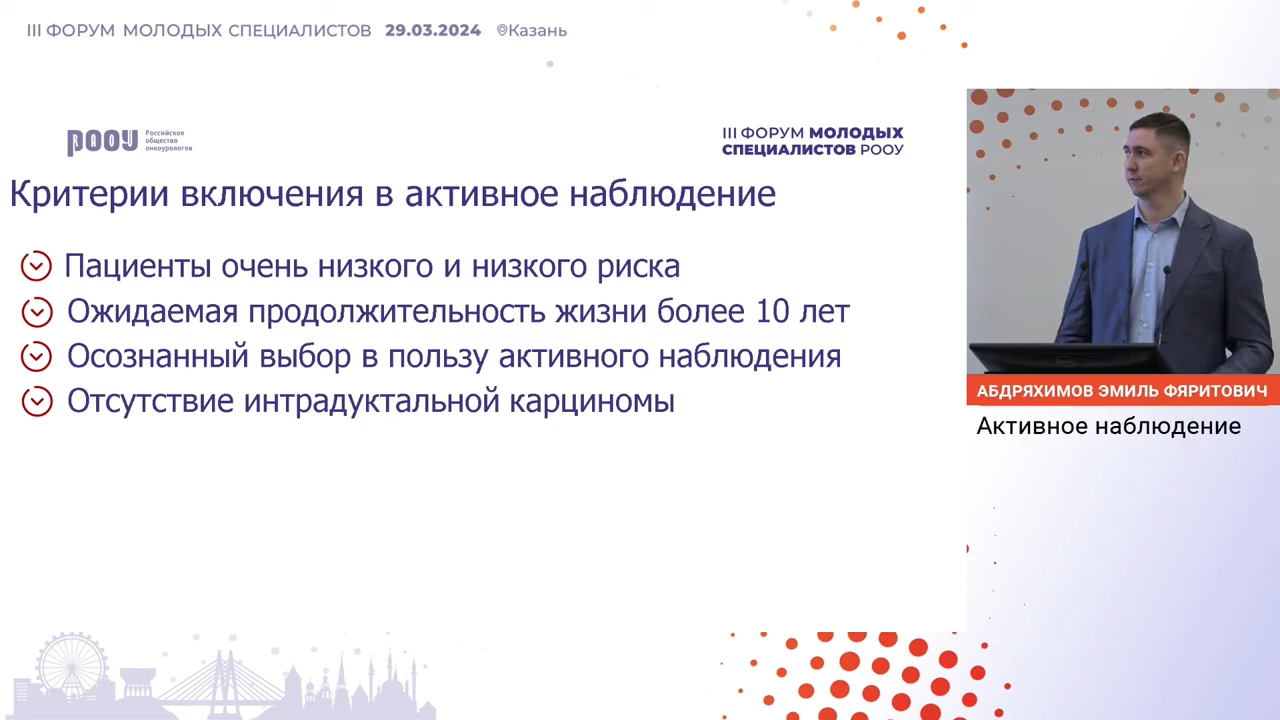 III ФОРУМ МОЛОДЫХ СПЕЦИАЛИСТОВ 29.03.2024 Казань
РООУ Российское
общество
онкоурологов
III ФОРУМ МОЛОДЫХ
СПЕЦИАЛИСТОВ РООУ
Критерии включения в активное наблюдение
Пациенты очень низкого и низкого риска
Ожидаемая продолжительность жизни более 10 лет
Осознанный выбор в пользу активного наблюдения
Отсутствие интрадуктальной карциномы
АБДРЯХИМОВ ЭМИЛЬ ФЯРИТОВИЧ
Активное наблюдение